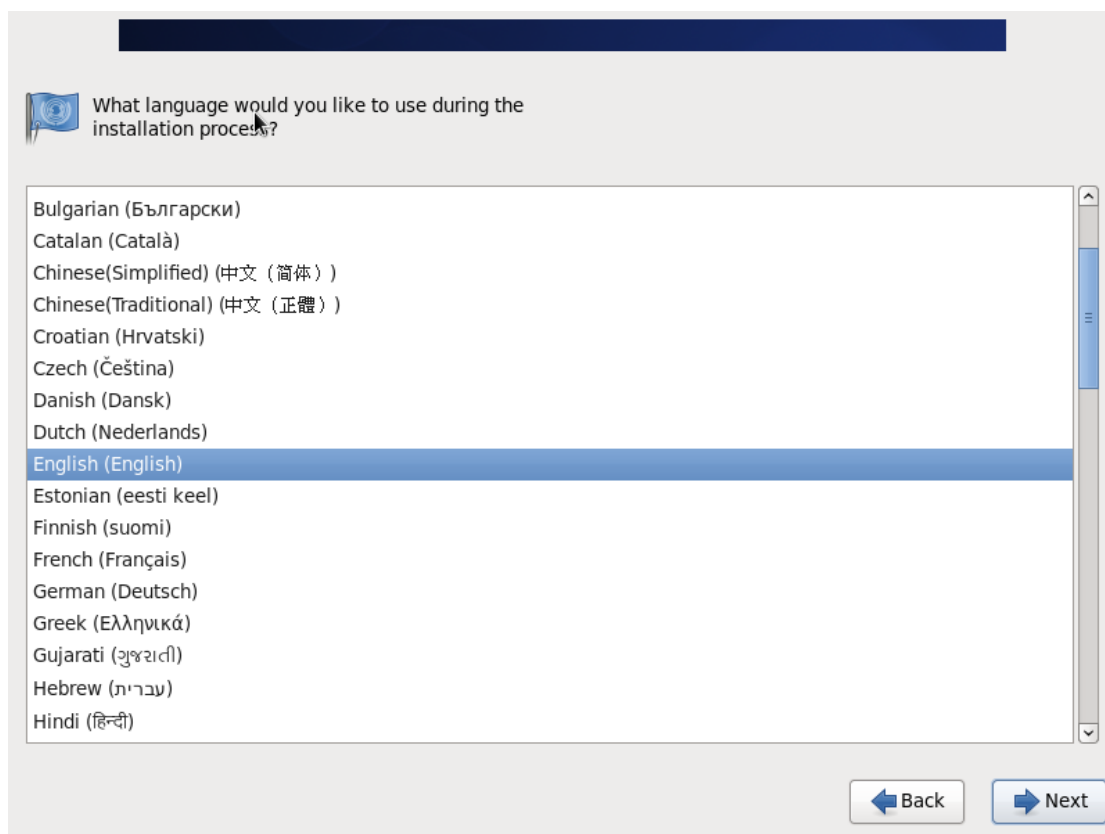 What language would you like to use during the
installation process?
Bulgarian (Български)
Catalan (Català)
Chinese(Simplified) (中文（简体）)
Chinese(Traditional) (中文（正體）)
Croatian (Hrvatski)
Czech (Čeština)
Danish (Dansk)
Dutch (Nederlands)
English (English)
Estonian (eesti keel)
Finnish (suomi)
French (Français)
German (Deutsch)
Greek (Ελληνικά)
Gujarati (ગુજરાતી)
Hebrew (עברית)
Hindi (हिन्दी)
Back
Next